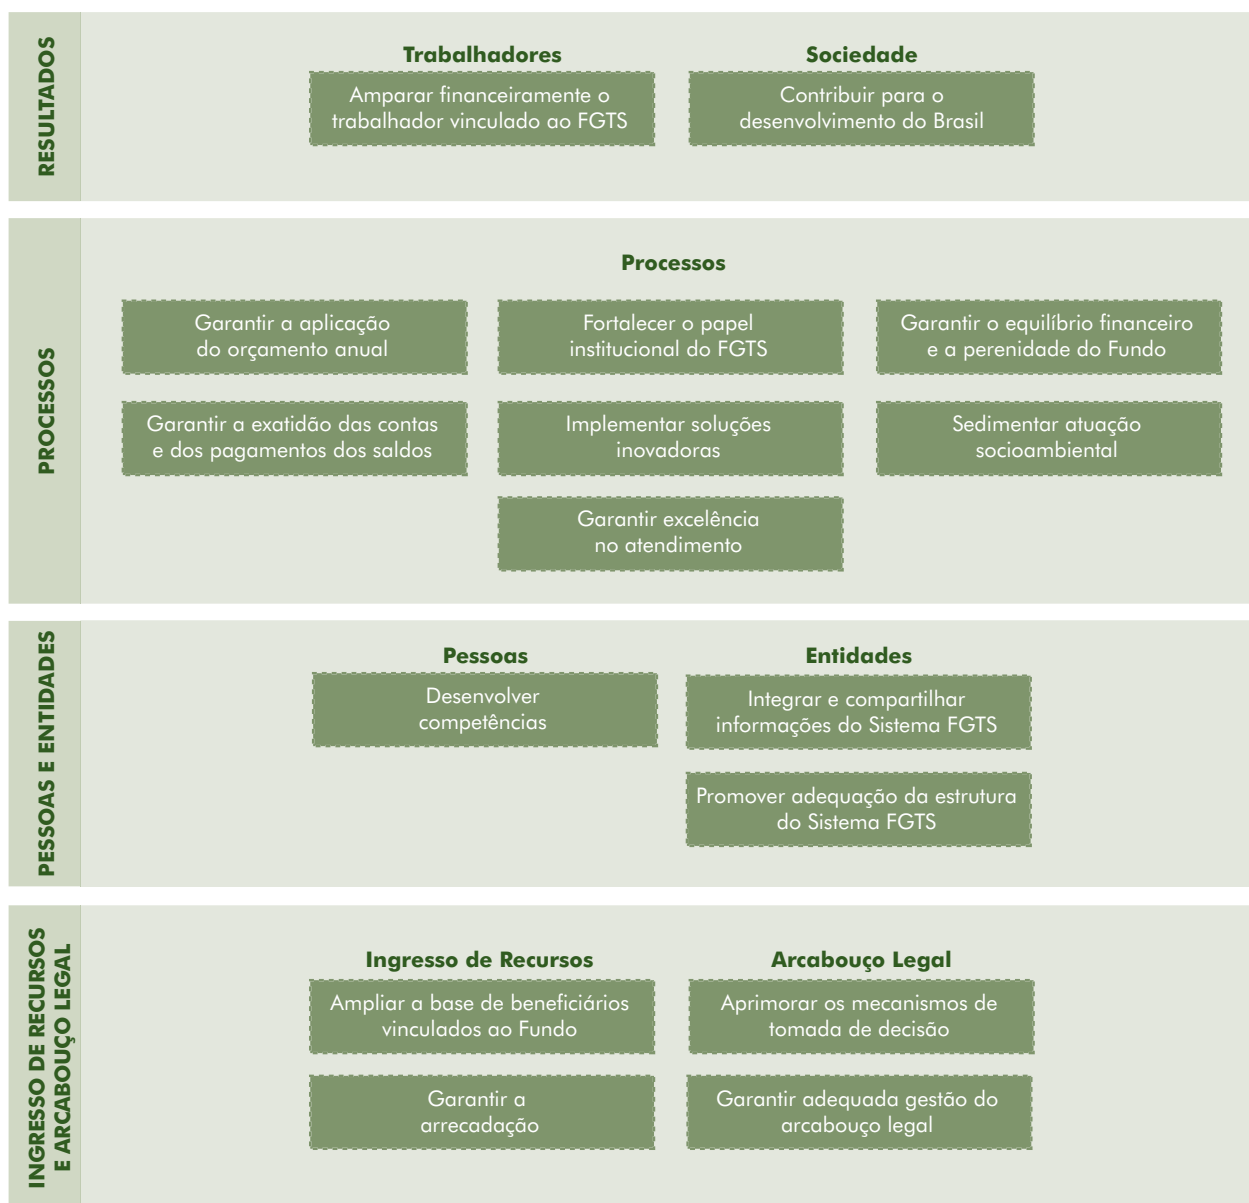 RESULTADOS
Trabalhadores
Amparar financeiramente o
trabalhador vinculado ao FGTS
Sociedade
Contribuir para o
desenvolvimento do Brasil
PROCESSOS
Processos
Garantir a aplicação
do orçamento anual
Fortalecer o papel
institucional do FGTS
Garantir o equilíbrio financeiro
e a perenidade do Fundo
Garantir a exatidão das contas
e dos pagamentos dos saldos
Implementar soluções
inovadoras
Sedimentar atuação
socioambiental
Garantir excelência
no atendimento
PESSOAS E ENTIDADES
Pessoas
Desenvolver
competências
Entidades
Integrar e compartilhar
informações do Sistema FGTS
Promover adequação da estrutura
do Sistema FGTS
INGRESSO DE RECURSOS
E ARCABOUÇO LEGAL
Ingresso de Recursos
Ampliar a base de beneficiários
vinculados ao Fundo
Garantir a
arrecadação
Arcabouço Legal
Aprimorar os mecanismos de
tomada de decisão
Garantir adequada gestão do
arcabouço legal